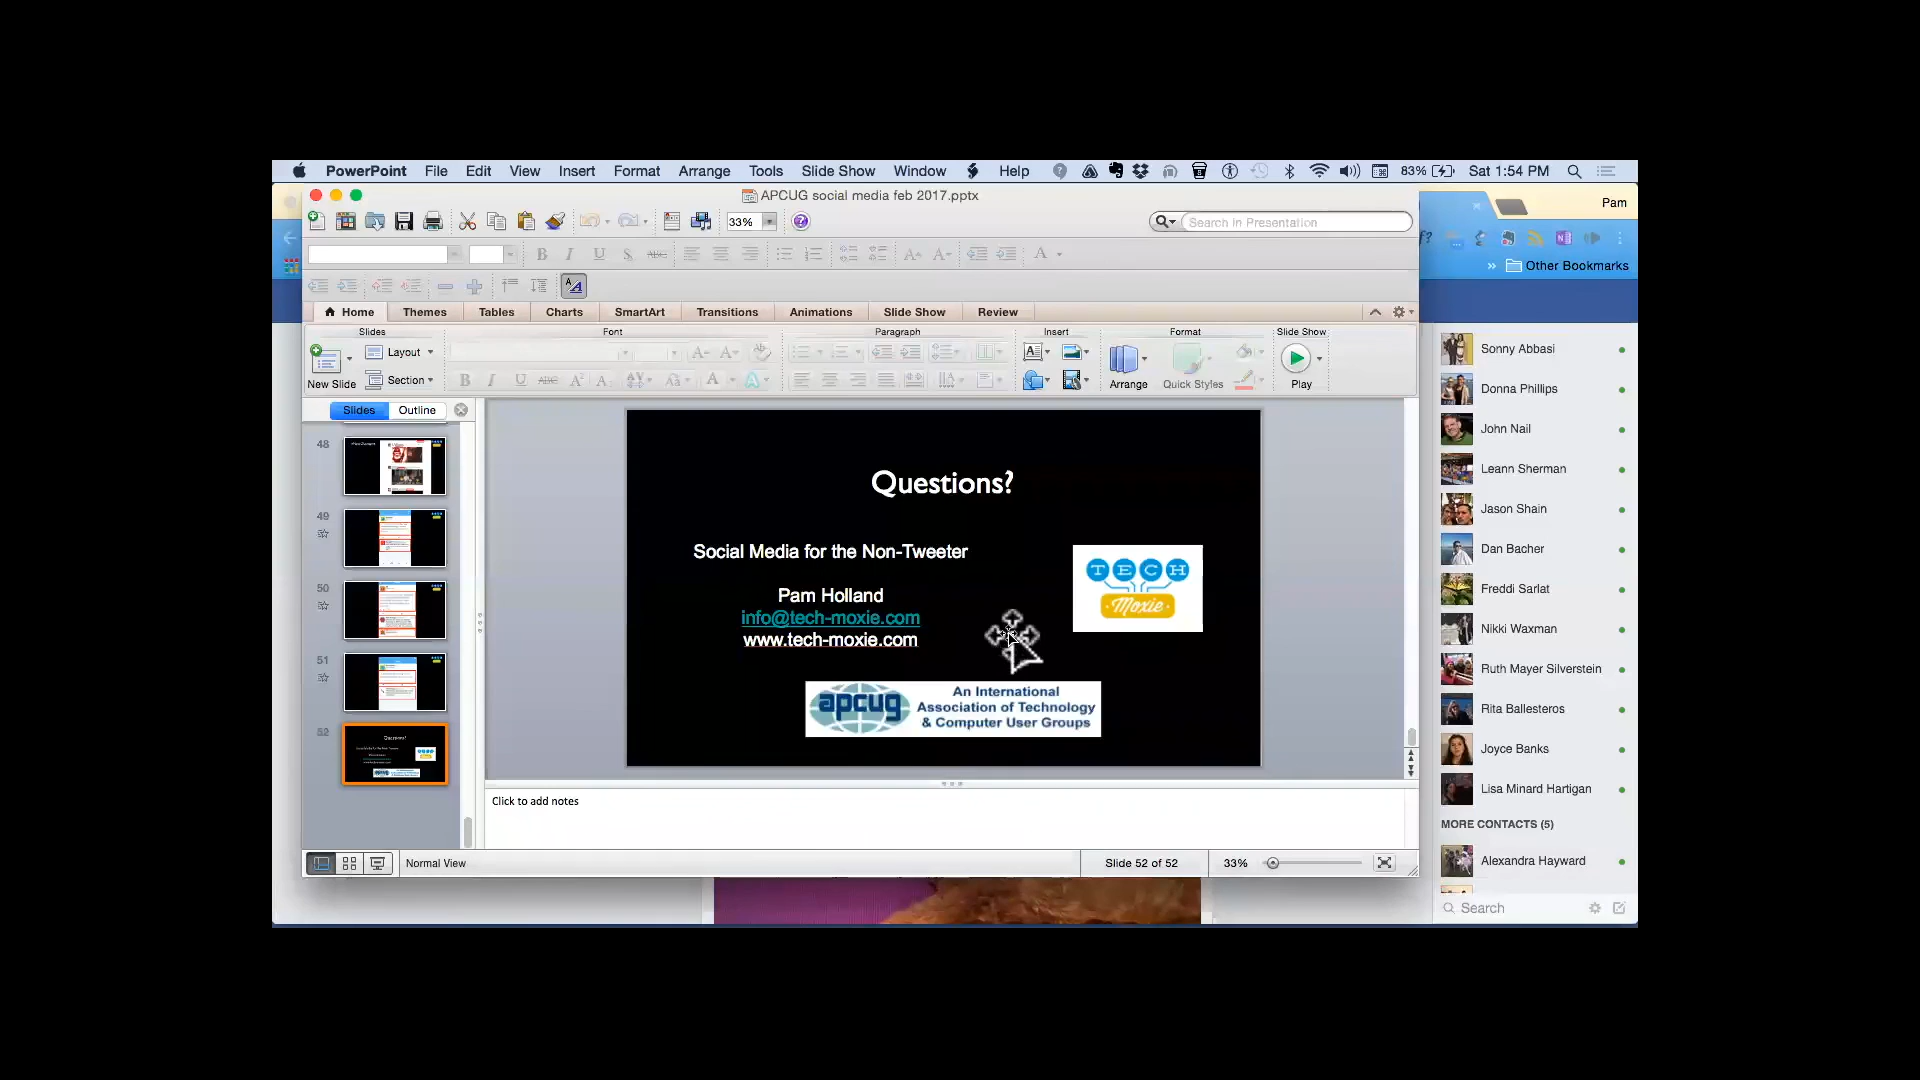 PowerPoint File Edit View Insert Format Arrange Tools Slide Show Window Help 83% Sat 1:54 PM
APCUG social media feb 2017.pptx
Pam
33%
Search in Presentation
Other Bookmarks
Home Themes Tables Charts SmartArt Transitions Animations Slide Show Review
Slides Font Paragraph Insert Format Slide Show
New Slide
Layout
Section
Arrange
Quick Styles
Play
Slides Outline
48
49
50
51
52
Questions?
Social Media for the Non-Tweeter
Pam Holland
info@tech-moxie.com
www.tech-moxie.com
TECH
Moxie
apcug
An International
Association of Technology
& Computer User Groups
Click to add notes
Normal View
Slide 52 of 52
33%
Sonny Abbasi
Donna Phillips
John Nail
Leann Sherman
Jason Shain
Dan Bacher
Freddi Sarlat
Nikki Waxman
Ruth Mayer Silverstein
Rita Ballesteros
Joyce Banks
Lisa Minard Hartigan
MORE CONTACTS (5)
Alexandra Hayward
Search